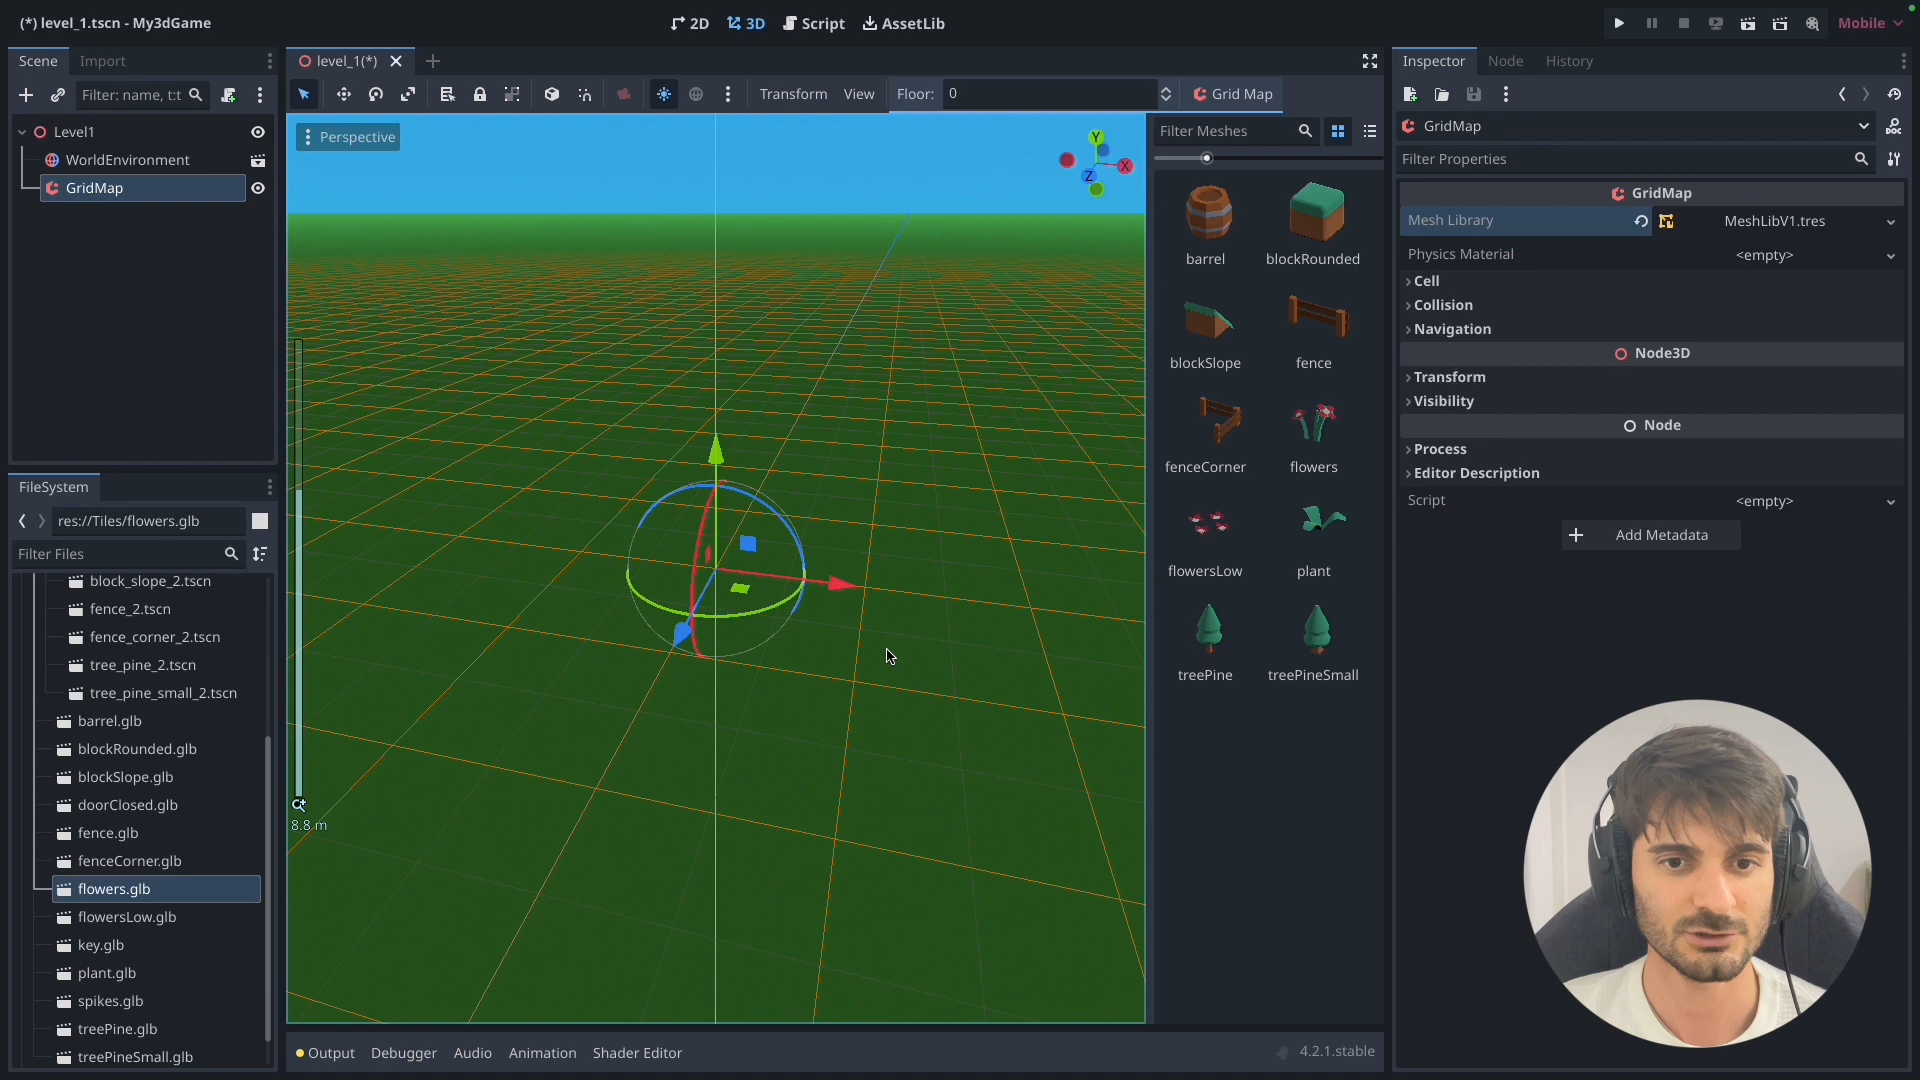 (*) level_1.tscn - My3dGame
2D
3D
Script
AssetLib
Mobile
Scene
Import
Filter: name, t:t
Level1
WorldEnvironment
GridMap
level_1(*)
Transform
View
Floor:
0
Grid Map
Perspective
Y
X
Z
8.8 m
Filter Meshes
barrel
blockRounded
blockSlope
fence
fenceCorner
flowers
flowersLow
plant
treePine
treePineSmall
FileSystem
res://Tiles/flowers.glb
Filter Files
block_slope_2.tscn
fence_2.tscn
fence_corner_2.tscn
tree_pine_2.tscn
tree_pine_small_2.tscn
barrel.glb
blockRounded.glb
blockSlope.glb
doorClosed.glb
fence.glb
fenceCorner.glb
flowers.glb
flowersLow.glb
key.glb
plant.glb
spikes.glb
treePine.glb
treePineSmall.glb
Output
Debugger
Audio
Animation
Shader Editor
4.2.1.stable
Inspector
Node
History
GridMap
DOC
Filter Properties
GridMap
Mesh Library
MeshLibV1.tres
Physics Material
<empty>
Cell
Collision
Navigation
Node3D
Transform
Visibility
Node
Process
Editor Description
Script
<empty>
Add Metadata